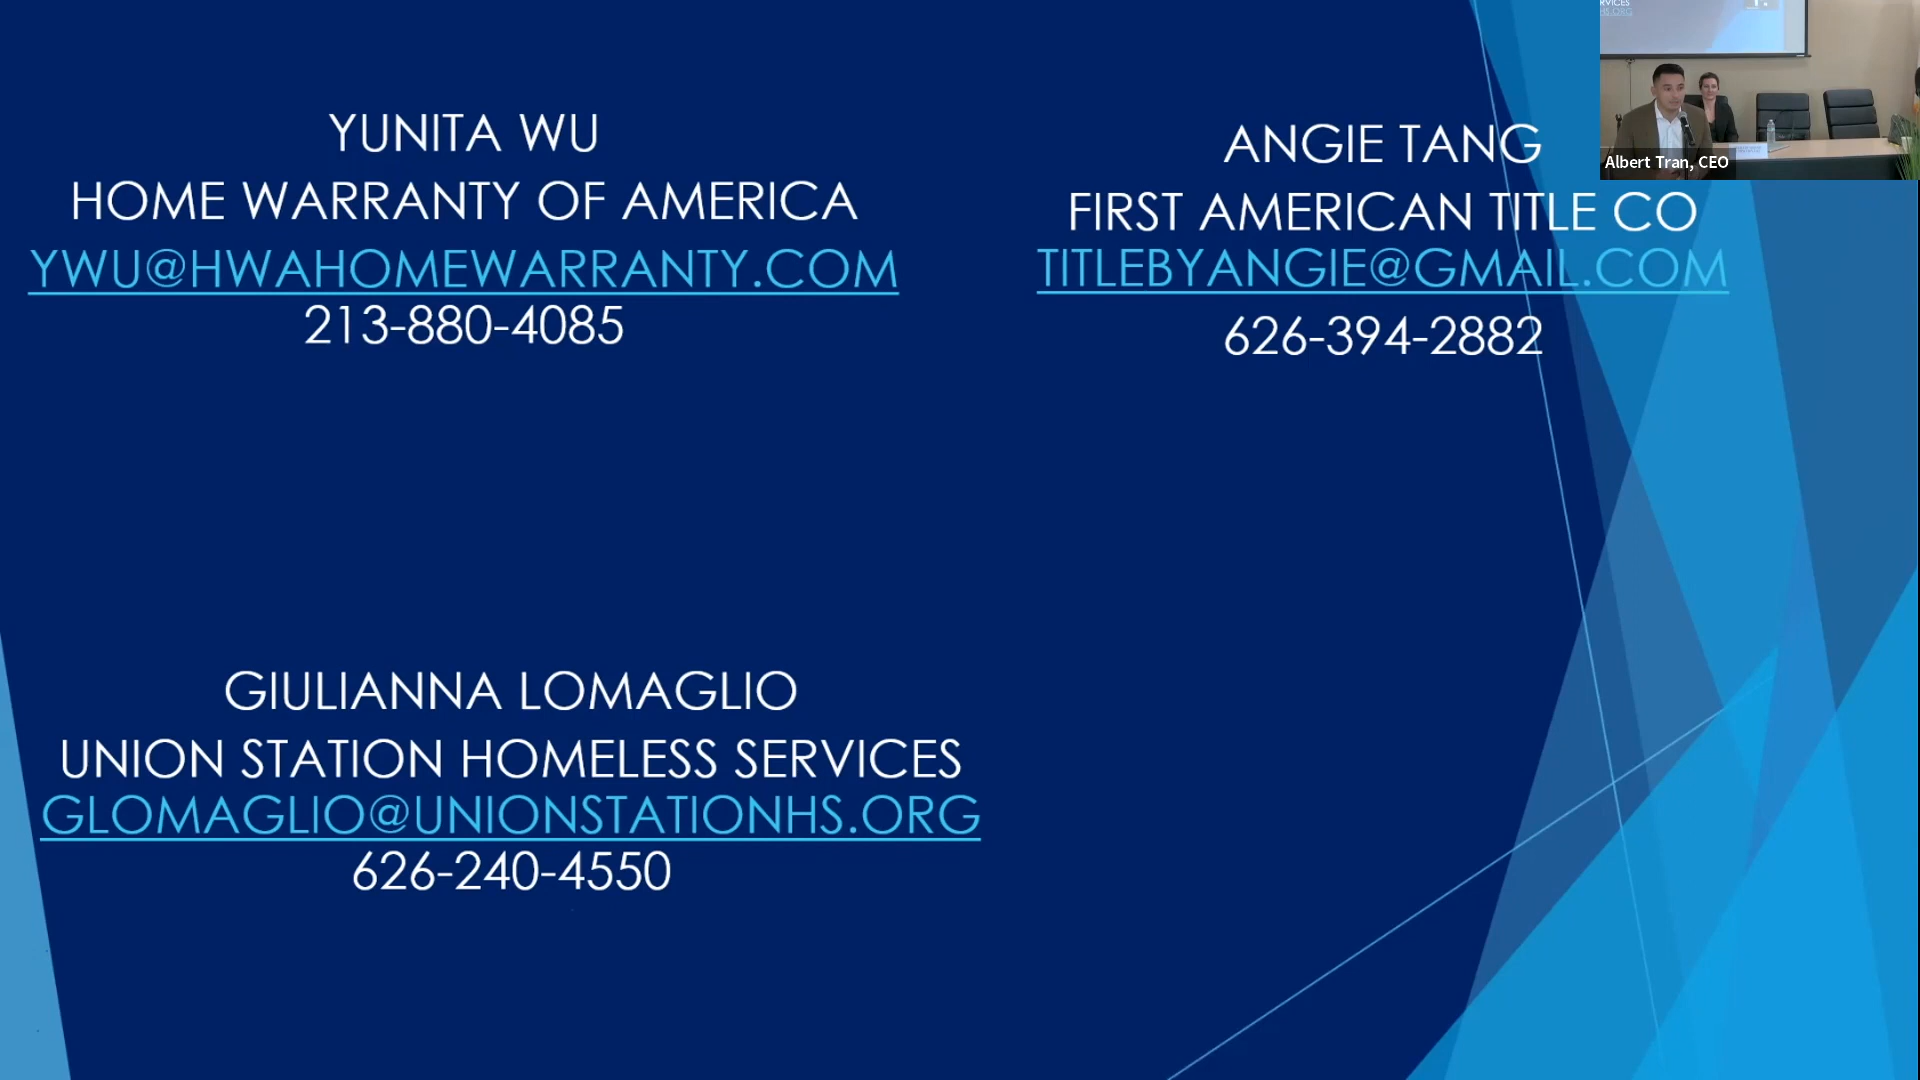 YUNITA WU
HOME WARRANTY OF AMERICA
YWU@HWAHOMEWARRANTY.COM
213-880-4085
ANGIE TANG
FIRST AMERICAN TITLE CO
TITLEBYANGIE@GMAIL.COM
626-394-2882
GIULIANNA LOMAGLIO
UNION STATION HOMELESS SERVICES
GLOMAGLIO@UNIONSTATIONHS.ORG
626-240-4550
Albert Tran, CEO